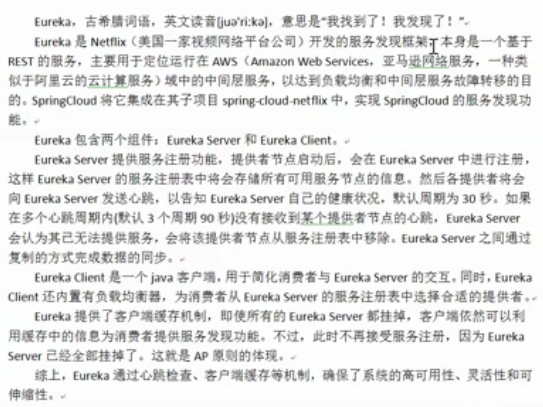 Eureka，古希腊词语，英文读音[juə'ri:kə]，意思是“我找到了！我发现了！”
Eureka 是 Netflix（美国一家视频网络平台公司）开发的服务发现框架，本身是一个基于
REST 的服务，主要用于定位运行在 AWS（Amazon Web Services，亚马逊网络服务，一种类
似于阿里云的云计算服务）域中的中间层服务，以达到负载均衡和中间层服务故障转移的目
的。SpringCloud 将它集成在其子项目 spring-cloud-netflix 中，实现 SpringCloud 的服务发现功
能。
Eureka 包含两个组件：Eureka Server 和 Eureka Client。
Eureka Server 提供服务注册功能，提供者节点启动后，会在 Eureka Server 中进行注册，
这样 Eureka Server 的服务注册表中将会存储所有可用服务节点的信息。然后各提供者将会
向 Eureka Server 发送心跳，以告知 Eureka Server 自己的健康状况，默认周期为 30 秒。如果
在多个心跳周期内(默认 3 个周期 90 秒)没有接收到某个提供者节点的心跳，Eureka Server
会认为其已无法提供服务，会将该提供者节点从服务注册表中移除。Eureka Server 之间通过
复制的方式完成数据的同步。
Eureka Client 是一个 java 客户端，用于简化消费者与 Eureka Server 的交互。同时，Eureka
Client 还内置有负载均衡器，为消费者从 Eureka Server 的服务注册表中选择合适的提供者。
Eureka 提供了客户端缓存机制，即使所有的 Eureka Server 都挂掉，客户端依然可以利
用缓存中的信息为消费者提供服务发现功能。不过，此时不再接受服务注册，因为 Eureka
Server 已经全部挂掉了。这就是 AP 原则的体现。
综上，Eureka 通过心跳检查、客户端缓存等机制，确保了系统的高可用性、灵活性和可
伸缩性。